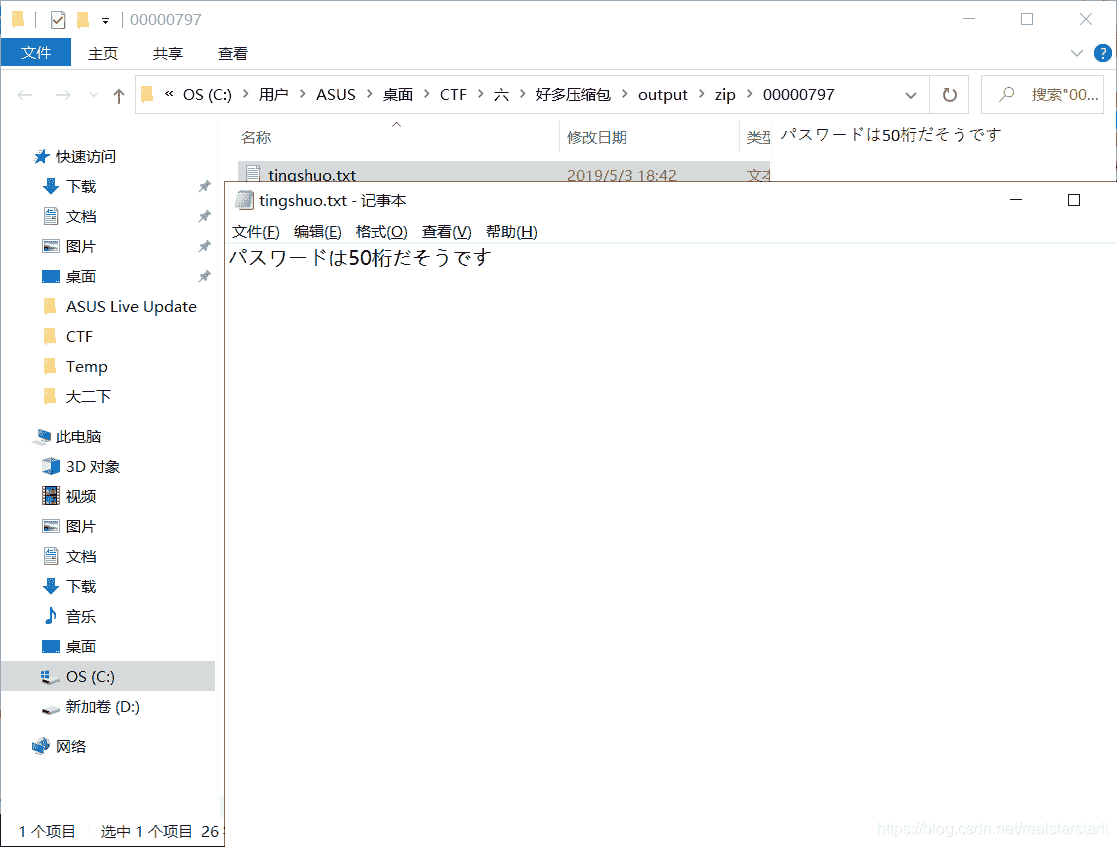 00000797
文件 主页 共享 查看
« OS (C:) › 用户 › ASUS › 桌面 › CTF › 六 › 好多压缩包 › output › zip › 00000797 搜索"00...
名称 修改日期 类型
パスワードは50桁だそうです
tingshuo.txt 2019/5/3 18:42 文本
tingshuo.txt - 记事本
文件(F) 编辑(E) 格式(O) 查看(V) 帮助(H)
パスワードは50桁だそうです
快速访问
下载
文档
图片
桌面
ASUS Live Update
CTF
Temp
大二下
此电脑
3D 对象
视频
图片
文档
下载
音乐
桌面
OS (C:)
新加卷 (D:)
网络
1 个项目 选中 1 个项目 26
https://blog.csdn.net/realstarstarli